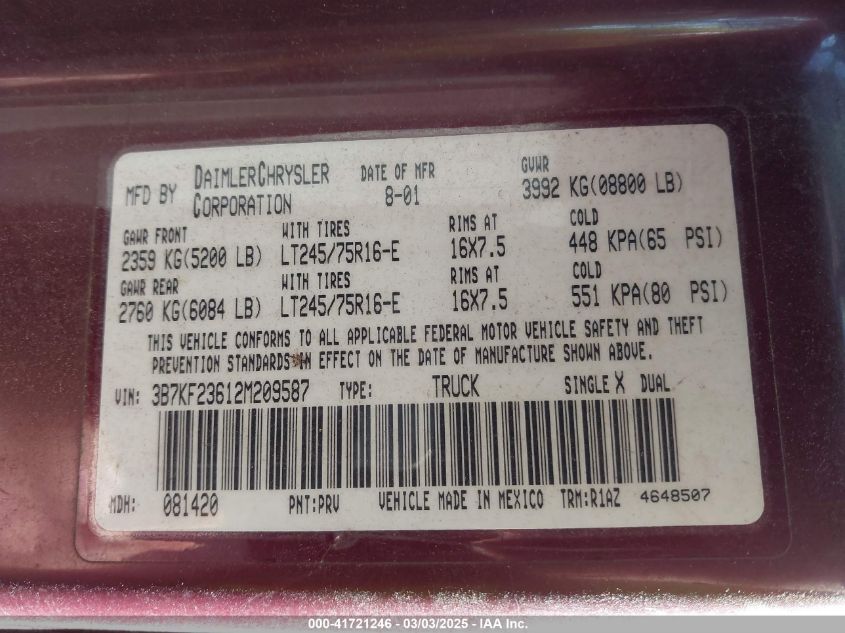 MFD BY DAIMLERCHRYSLER CORPORATION DATE OF MFR 8-01 GVWR 3992 KG(08800 LB)
GAWR FRONT WITH TIRES RIMS AT COLD
2359 KG(5200 LB) LT245/75R16-E 16X7.5 448 KPA(65 PSI)
GAWR REAR WITH TIRES RIMS AT COLD
2760 KG(6084 LB) LT245/75R16-E 16X7.5 551 KPA(80 PSI)
THIS VEHICLE CONFORMS TO ALL APPLICABLE FEDERAL MOTOR VEHICLE SAFETY AND THEFT
PREVENTION STANDARDS IN EFFECT ON THE DATE OF MANUFACTURE SHOWN ABOVE.
VIN: 3B7KF23612M209587 TYPE: TRUCK SINGLE X DUAL
MDH: 081420 PNT:PRV VEHICLE MADE IN MEXICO TRM:R1AZ 4648507
000-41721246 - 03/03/2025 - IAA Inc.